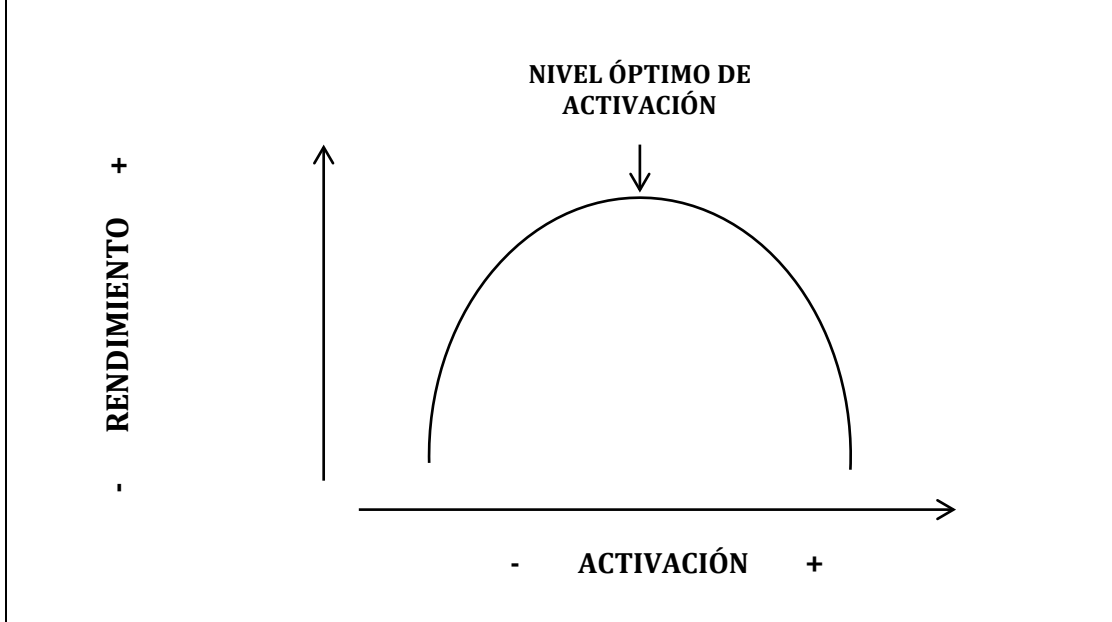 NIVEL ÓPTIMO DE
ACTIVACIÓN
- RENDIMIENTO +
- ACTIVACIÓN +